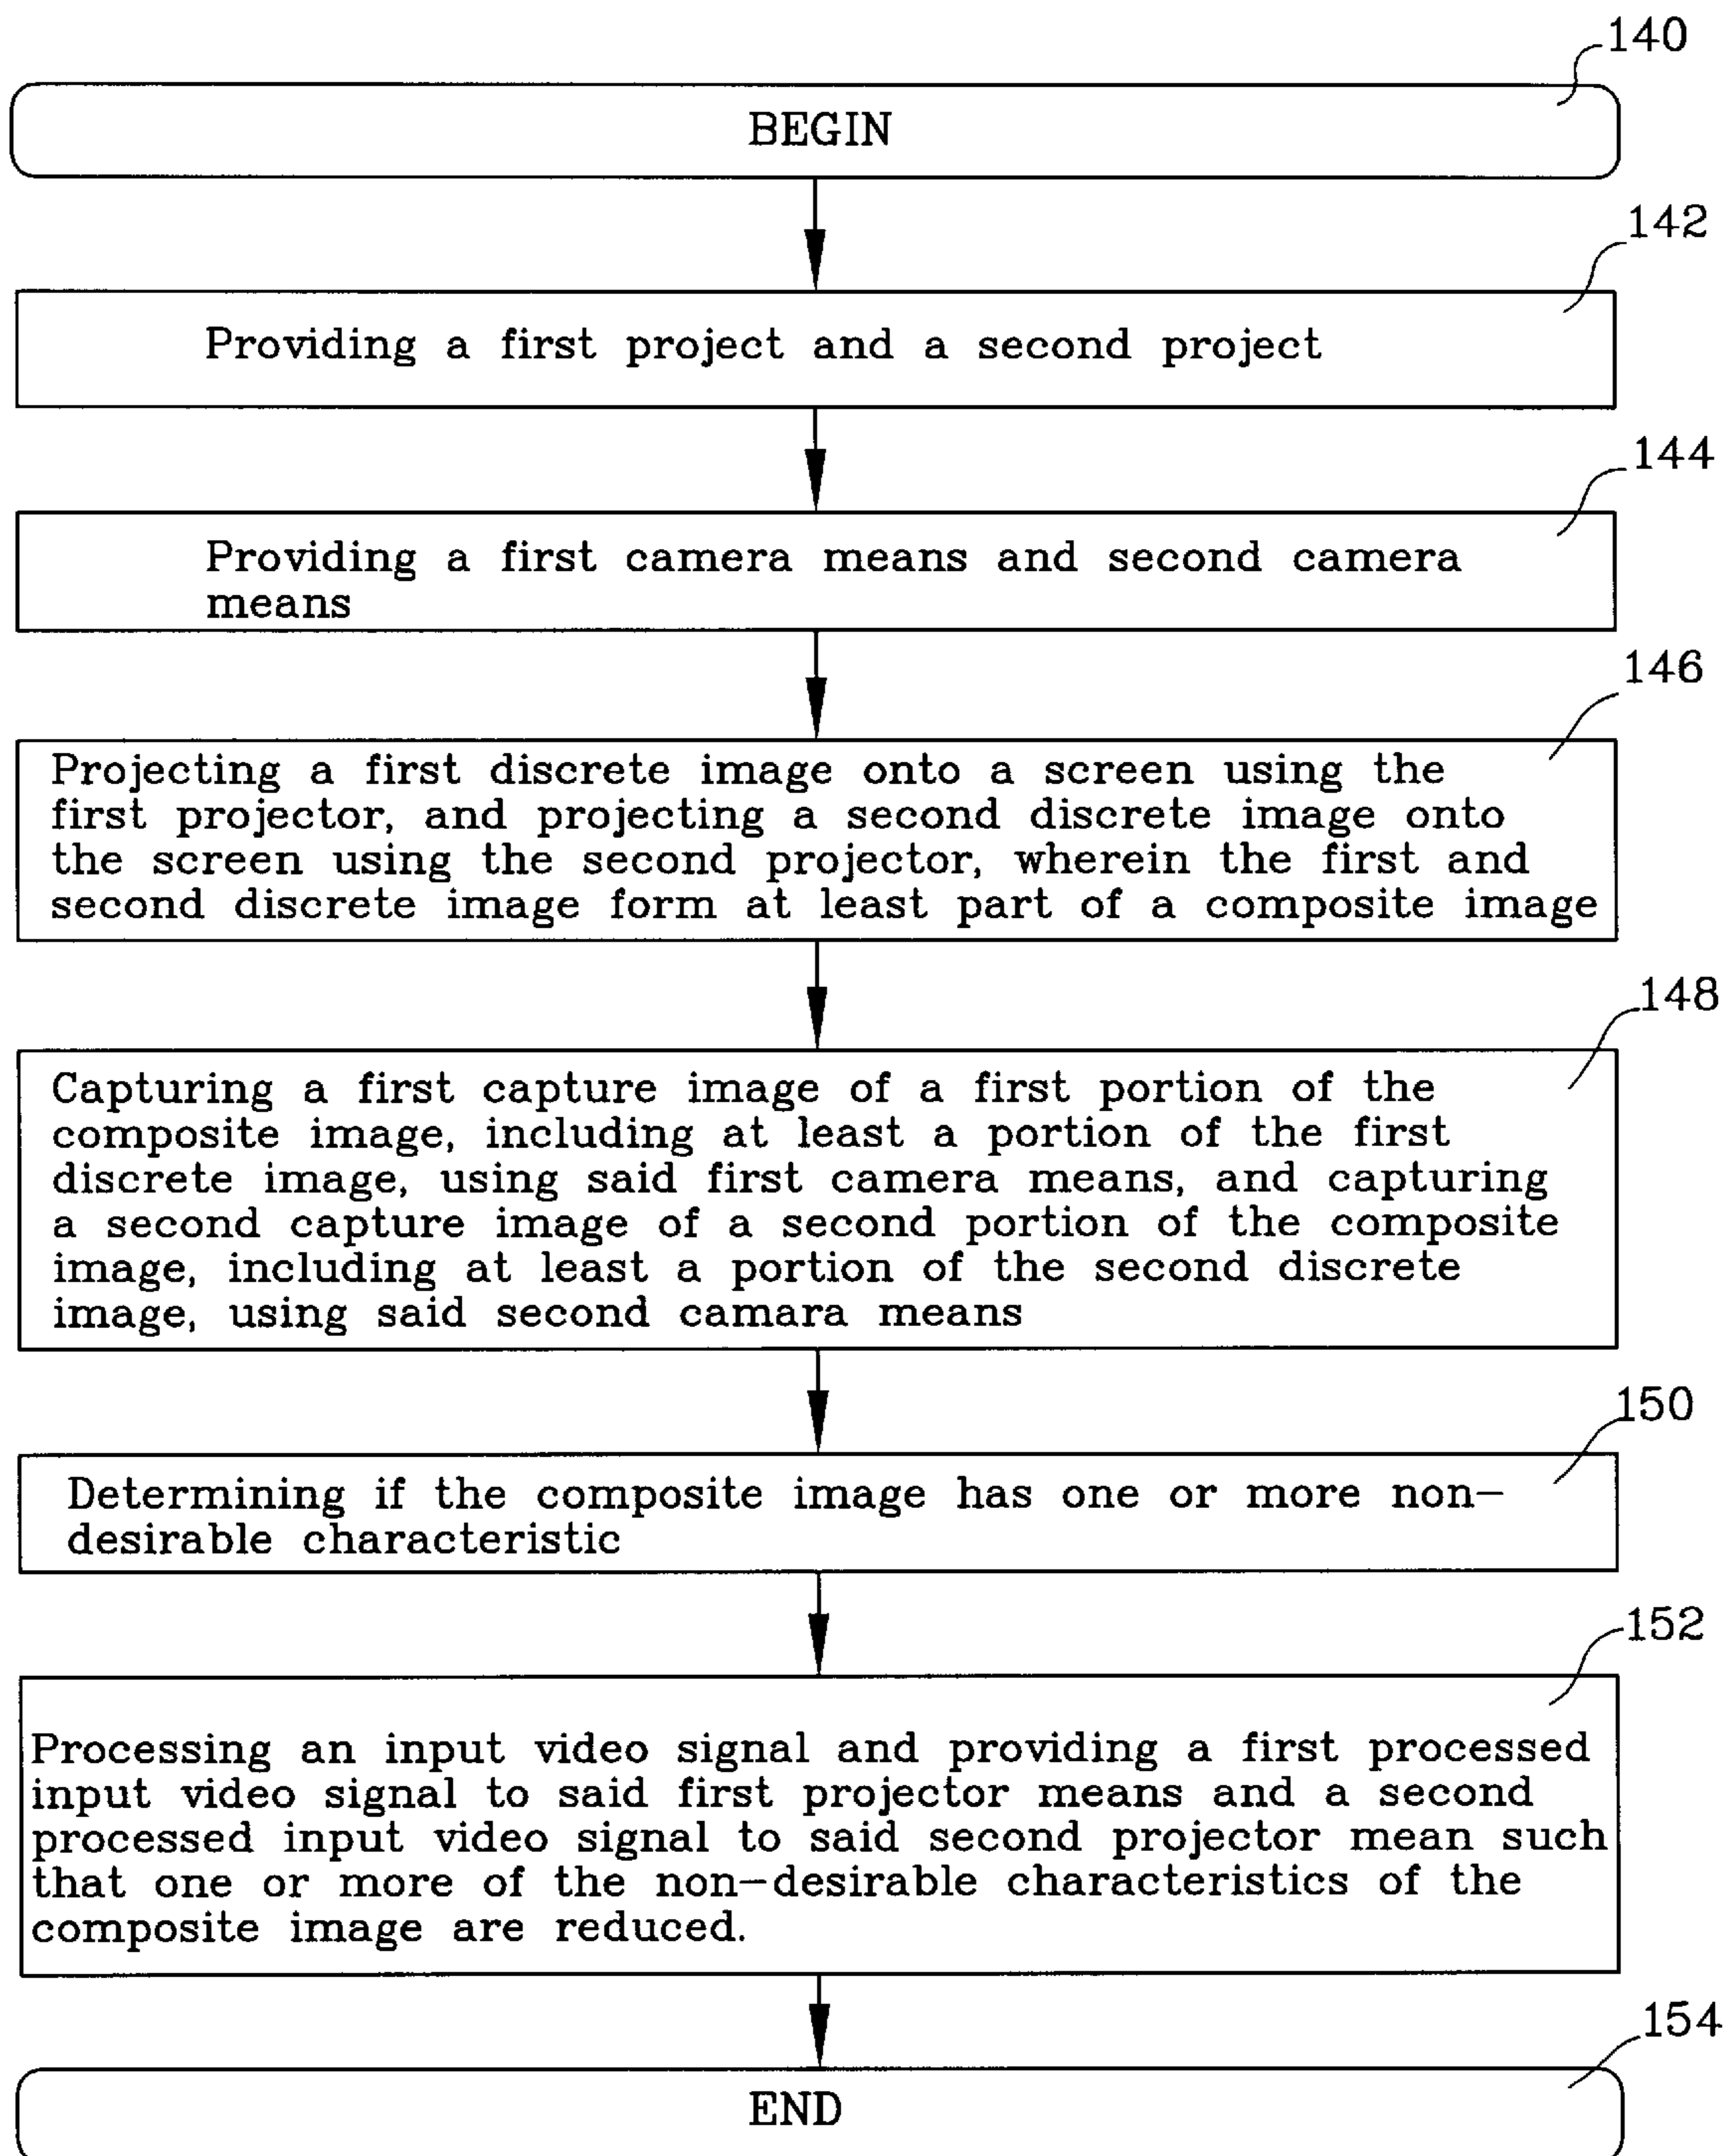 140
BEGIN
142
Providing a first project and a second project
144
Providing a first camera means and second camera
means
146
Projecting a first discrete image onto a screen using the
first projector, and projecting a second discrete image onto
the screen using the second projector, wherein the first and
second discrete image form at least part of a composite image
148
Capturing a first capture image of a first portion of the
composite image, including at least a portion of the first
discrete image, using said first camera means, and capturing
a second capture image of a second portion of the composite
image, including at least a portion of the second discrete
image, using said second camara means
150
Determining if the composite image has one or more non-
desirable characteristic
152
Processing an input video signal and providing a first processed
input video signal to said first projector means and a second
processed input video signal to said second projector mean such
that one or more of the non-desirable characteristics of the
composite image are reduced.
154
END